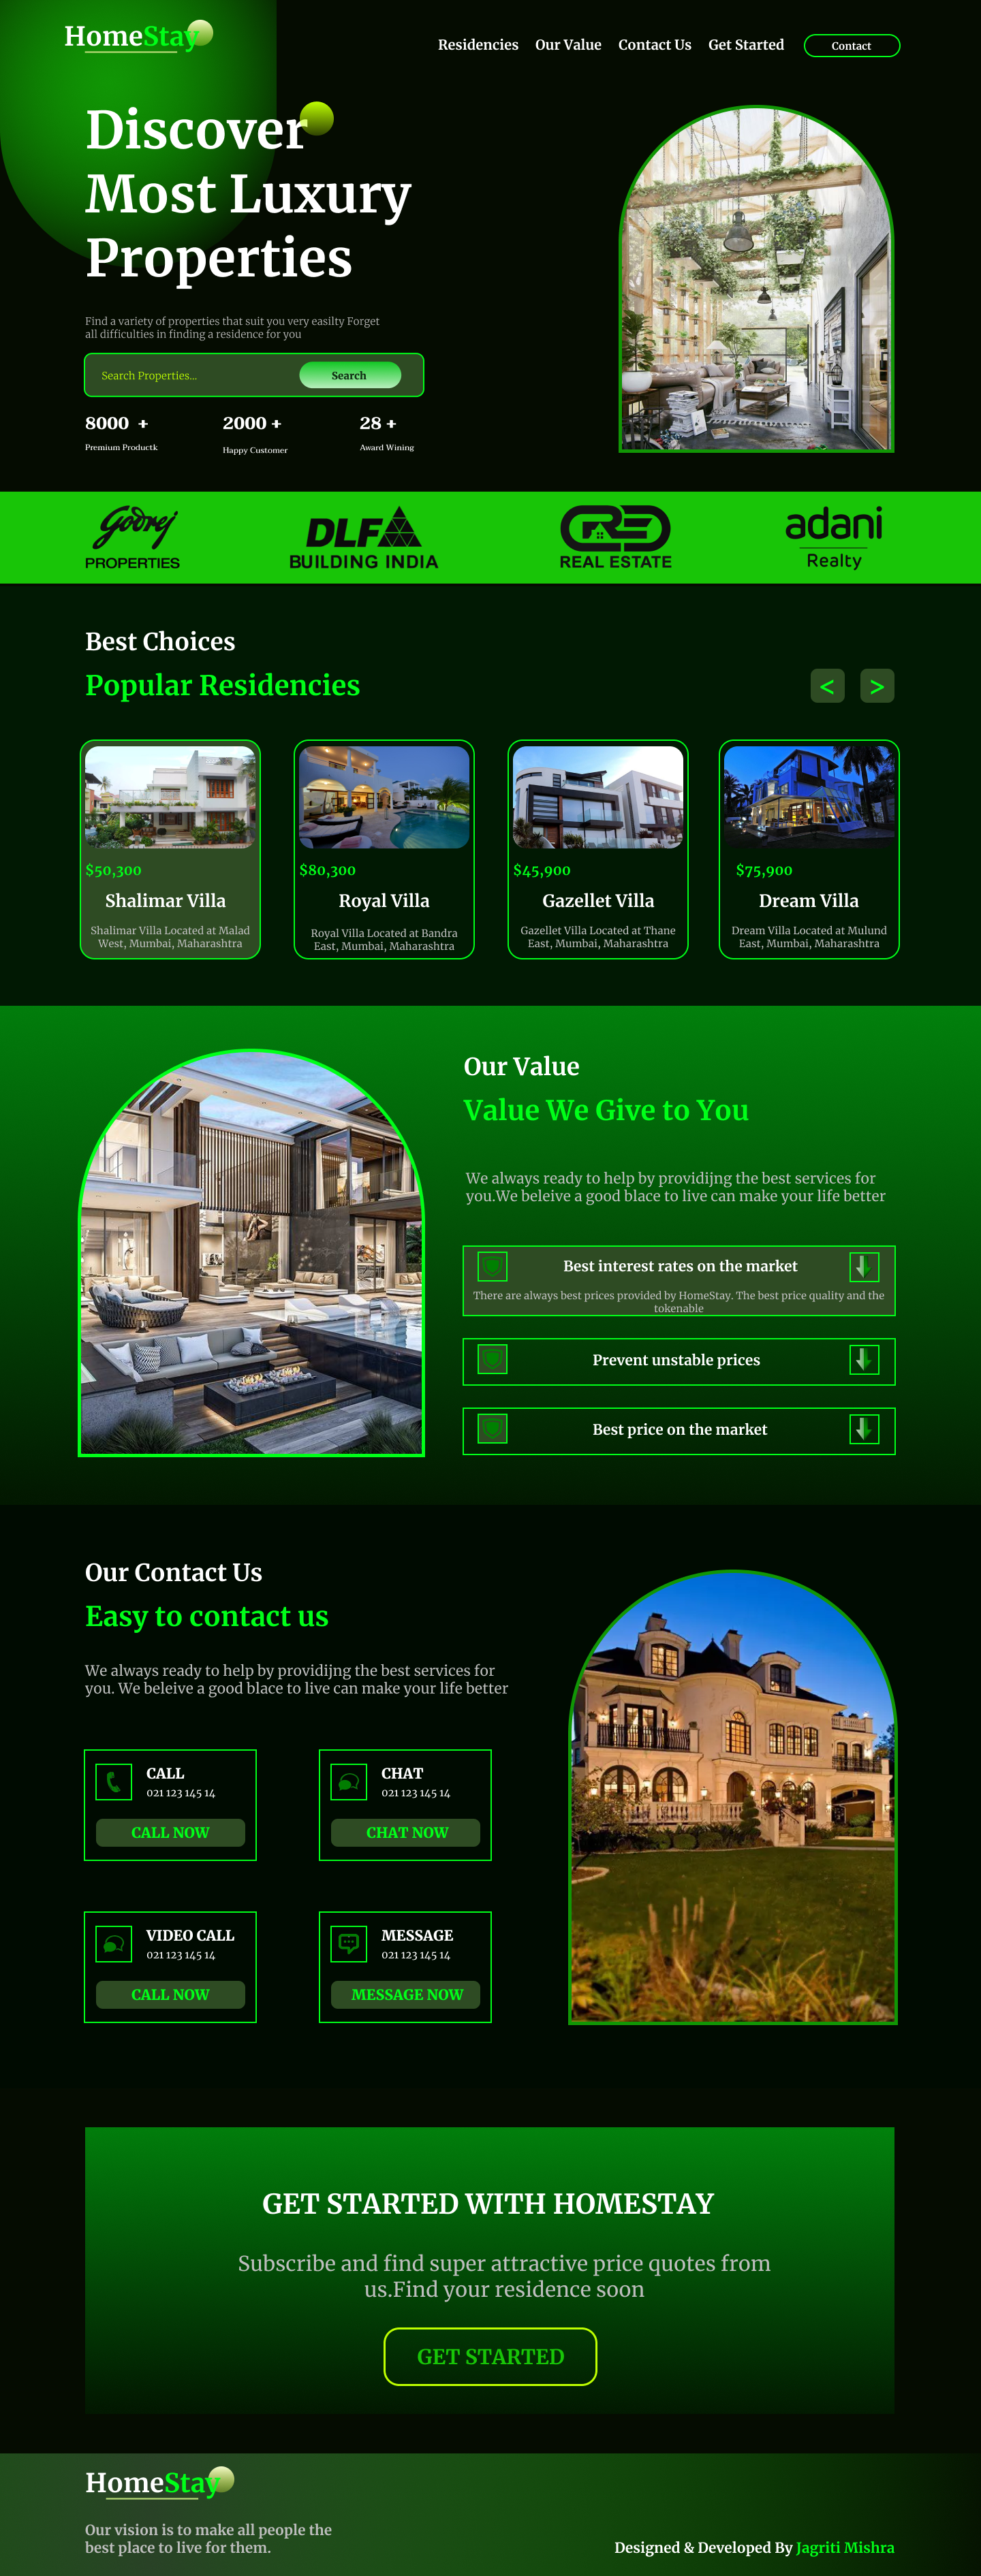 HomeStay
Residencies Our Value Contact Us Get Started Contact
Discover
Most Luxury
Properties
Find a variety of properties that suit you very easilty Forget
all difficulties in finding a residence for you
Search Properties... Search
8000 + 2000 + 28 +
Premium Productk Happy Customer Award Wining
Godrej
PROPERTIES
DLF
BUILDING INDIA
CRE
REAL ESTATE
adani
Realty
Best Choices
Popular Residencies
< >
$50,300
Shalimar Villa
Shalimar Villa Located at Malad
West, Mumbai, Maharashtra
$80,300
Royal Villa
Royal Villa Located at Bandra
East, Mumbai, Maharashtra
$45,900
Gazellet Villa
Gazellet Villa Located at Thane
East, Mumbai, Maharashtra
$75,900
Dream Villa
Dream Villa Located at Mulund
East, Mumbai, Maharashtra
Our Value
Value We Give to You
We always ready to help by providijng the best services for
you.We beleive a good blace to live can make your life better
Best interest rates on the market
There are always best prices provided by HomeStay. The best price quality and the
tokenable
Prevent unstable prices
Best price on the market
Our Contact Us
Easy to contact us
We always ready to help by providijng the best services for
you. We beleive a good blace to live can make your life better
CALL
021 123 145 14
CALL NOW
CHAT
021 123 145 14
CHAT NOW
VIDEO CALL
021 123 145 14
CALL NOW
MESSAGE
021 123 145 14
MESSAGE NOW
GET STARTED WITH HOMESTAY
Subscribe and find super attractive price quotes from
us.Find your residence soon
GET STARTED
HomeStay
Our vision is to make all people the
best place to live for them.
Designed & Developed By Jagriti Mishra